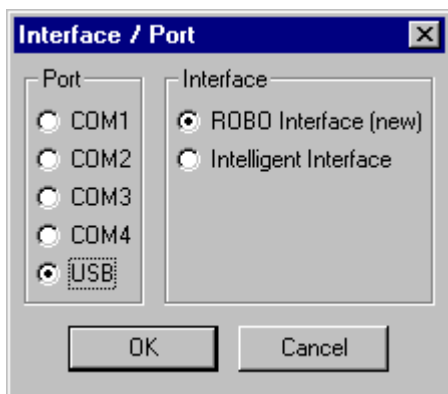 Interface / Port
Port
COM1
COM2
COM3
COM4
USB
Interface
ROBO Interface (new)
Intelligent Interface
OK
Cancel